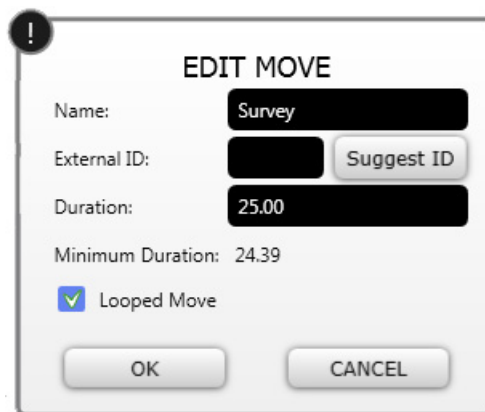 !
EDIT MOVE
Name: Survey
External ID: Suggest ID
Duration: 25.00
Minimum Duration: 24.39
Looped Move
OK CANCEL